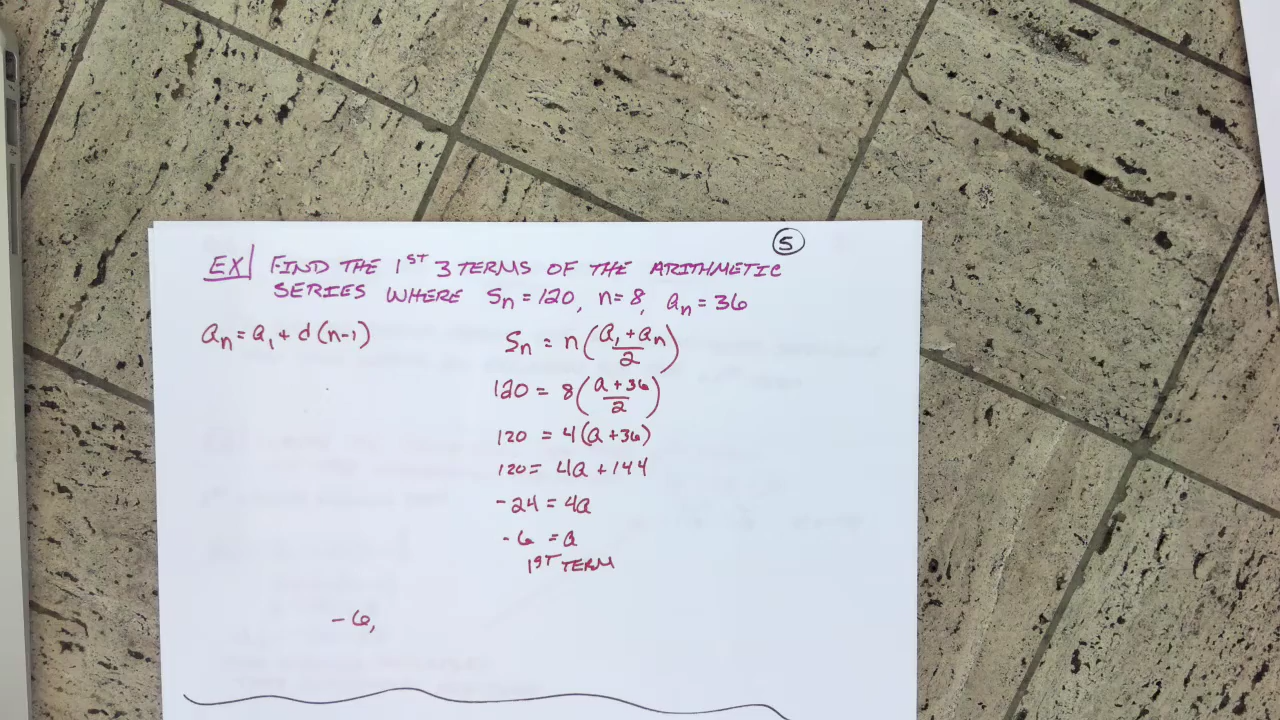 5
EX| FIND THE 1ST 3 TERMS OF THE ARITHMETIC
SERIES WHERE Sn = 120, n = 8, an = 36
an = a1 + d(n-1)
Sn = n(a1 + an / 2)
120 = 8(a + 36 / 2)
120 = 4(a + 36)
120 = 4a + 144
-24 = 4a
-6 = a
1ST TERM
-6,